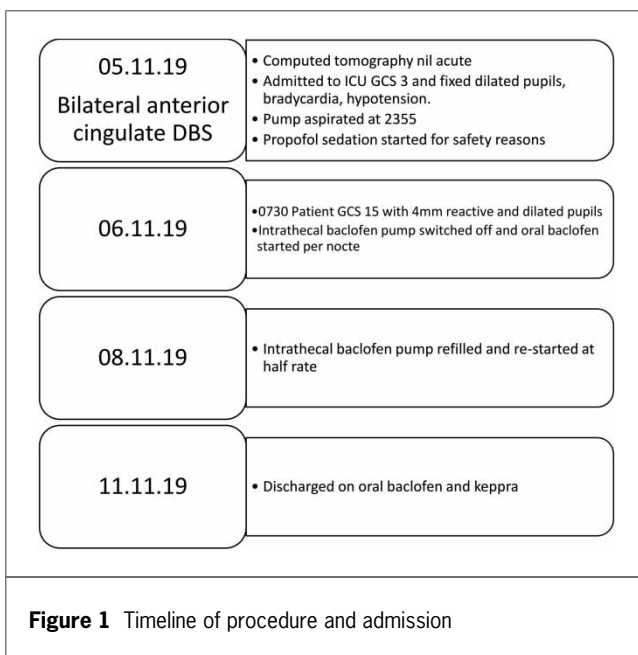 05.11.19
Bilateral anterior
cingulate DBS
• Computed tomography nil acute
• Admitted to ICU GCS 3 and fixed dilated pupils,
bradycardia, hypotension.
• Pump aspirated at 2355
• Propofol sedation started for safety reasons
06.11.19
•0730 Patient GCS 15 with 4mm reactive and dilated pupils
•Intrathecal baclofen pump switched off and oral baclofen
started per nocte
08.11.19
• Intrathecal baclofen pump refilled and re-started at
half rate
11.11.19
• Discharged on oral baclofen and keppra
Figure 1 Timeline of procedure and admission